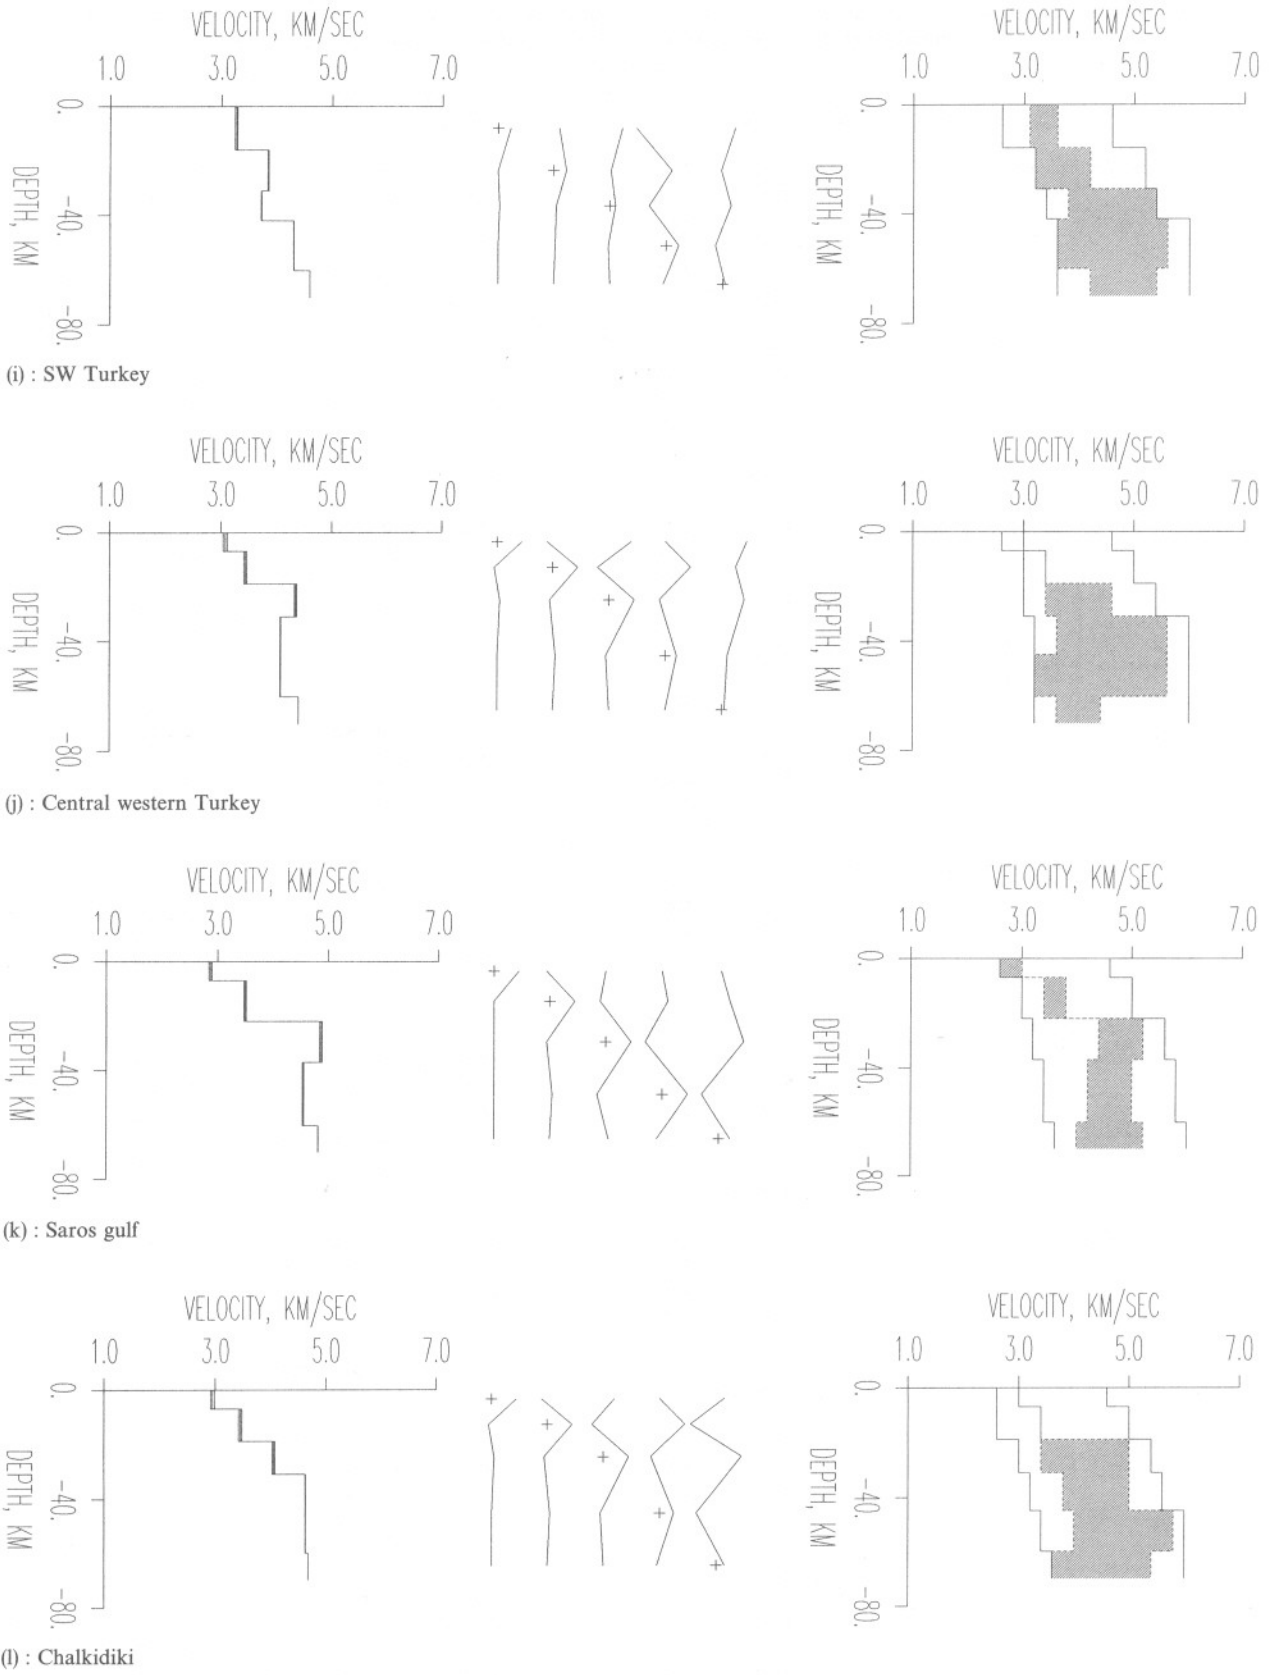 VELOCITY, KM/SEC
1.0 3.0 5.0 7.0
0.
-40.
-80.
DEPTH, KM
VELOCITY, KM/SEC
1.0 3.0 5.0 7.0
0.
-40.
-80.
DEPTH, KM
(i) : SW Turkey
VELOCITY, KM/SEC
1.0 3.0 5.0 7.0
0.
-40.
-80.
DEPTH, KM
VELOCITY, KM/SEC
1.0 3.0 5.0 7.0
0.
-40.
-80.
DEPTH, KM
(j) : Central western Turkey
VELOCITY, KM/SEC
1.0 3.0 5.0 7.0
0.
-40.
-80.
DEPTH, KM
VELOCITY, KM/SEC
1.0 3.0 5.0 7.0
0.
-40.
-80.
DEPTH, KM
(k) : Saros gulf
VELOCITY, KM/SEC
1.0 3.0 5.0 7.0
0.
-40.
-80.
DEPTH, KM
VELOCITY, KM/SEC
1.0 3.0 5.0 7.0
0.
-40.
-80.
DEPTH, KM
(l) : Chalkidiki